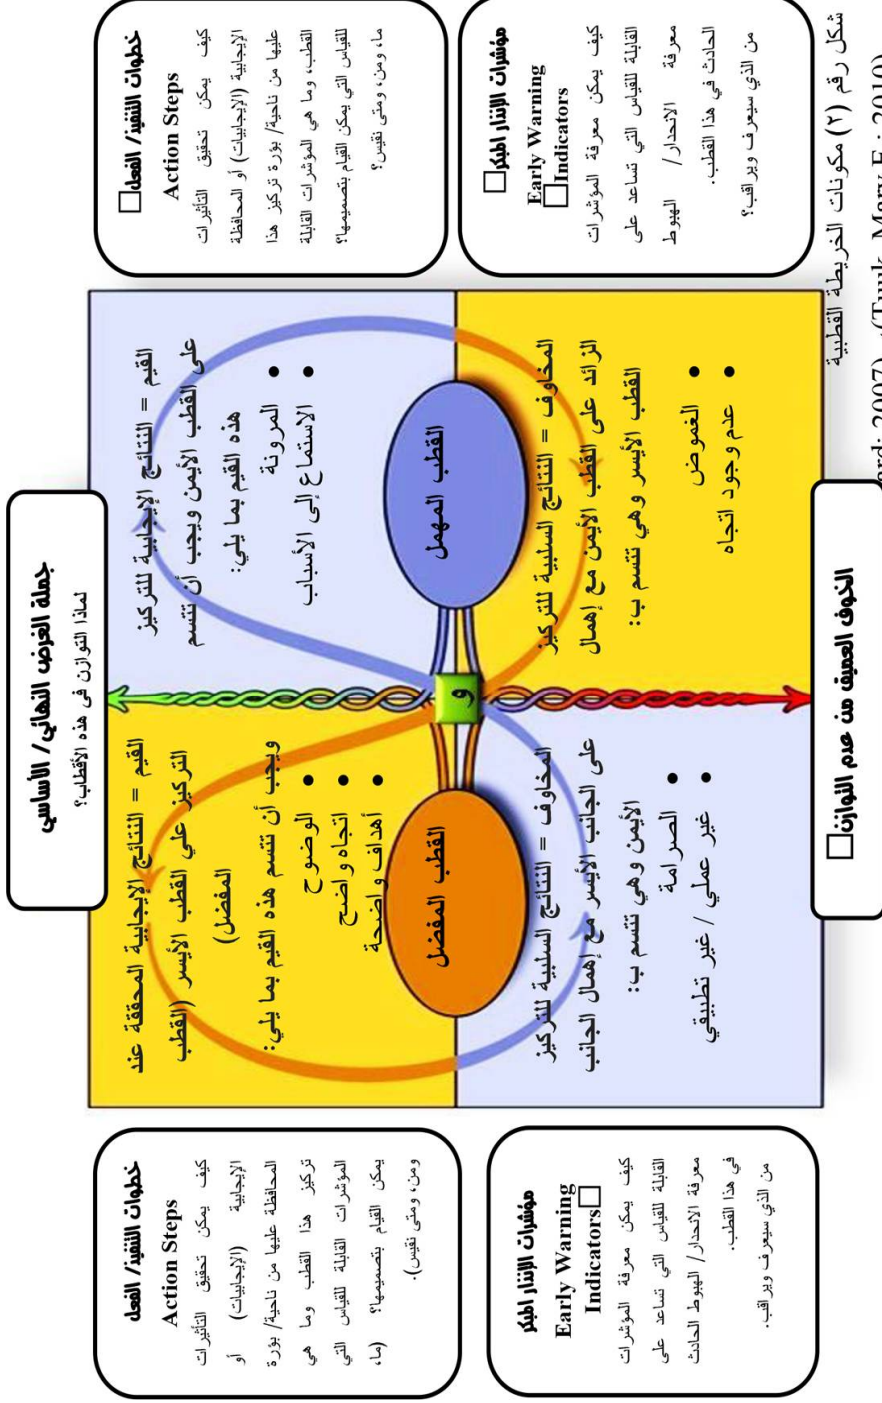 جملة الغرض النهائي/ الأساسي
لماذا التوازن في هذه الأقطاب؟
خطوات التنفيذ/ الفعل
Action Steps
كيف يمكن تحقيق التأثيرات
الإيجابية (الإيجابيات) أو المحافظة
عليها من ناحية/ بؤرة تركيز هذا
القطب، وما هي المؤشرات القابلة
للقياس التي يمكن القيام بتصميمها؟
ما، ومن، ومتى نقيس؟
القيم = النتائج الإيجابية للتركيز
على القطب الأيمن ويجب أن تتسم
هذه القيم بما يلي:
• المرونة
• الاستماع إلى الأسباب
القيم = النتائج الإيجابية المحققة عند
التركيز علي القطب الأيسر (القطب
المفضل)
ويجب أن تتسم هذه القيم بما يلي:
• الوضوح
• اتجاه واضح
• أهداف واضحة
خطوات التنفيذ/ الفعل
Action Steps
كيف يمكن تحقيق التأثيرات
الإيجابية (الإيجابيات) أو
المحافظة عليها من ناحية/ بؤرة
تركيز هذا القطب وما هي
المؤشرات القابلة للقياس التي
يمكن القيام بتصميمها؟ (ما،
ومن، ومتى نقيس).
القطب المهمل
و
القطب المفضل
مؤشرات الإنذار المبكر
Early Warning
Indicators
كيف يمكن معرفة المؤشرات
القابلة للقياس التي تساعد على
معرفة الانحدار/ الهبوط
الحادث في هذا القطب.
من الذي سيعرف ويراقب؟
المخاوف = النتائج السلبية للتركيز
الزائد على القطب الأيمن مع إهمال
القطب الأيسر وهي تتسم ب:
• الغموض
• عدم وجود اتجاه
المخاوف = النتائج السلبية للتركيز
على الجانب الأيسر مع إهمال الجانب
الأيمن وهي تتسم ب:
• الصرامة
• غير عملي / غير تطبيقي
مؤشرات الإنذار المبكر
Early Warning
Indicators
كيف يمكن معرفة المؤشرات
القابلة للقياس التي تساعد على
معرفة الانحدار/ الهبوط الحادث
في هذا القطب.
من الذي سيعرف ويراقب.
الخوف العميق من عدم التوازن
شكل رقم (٢) مكونات الخريطة القطبية
2007)، (Tuuk, Mary E.; 2010)